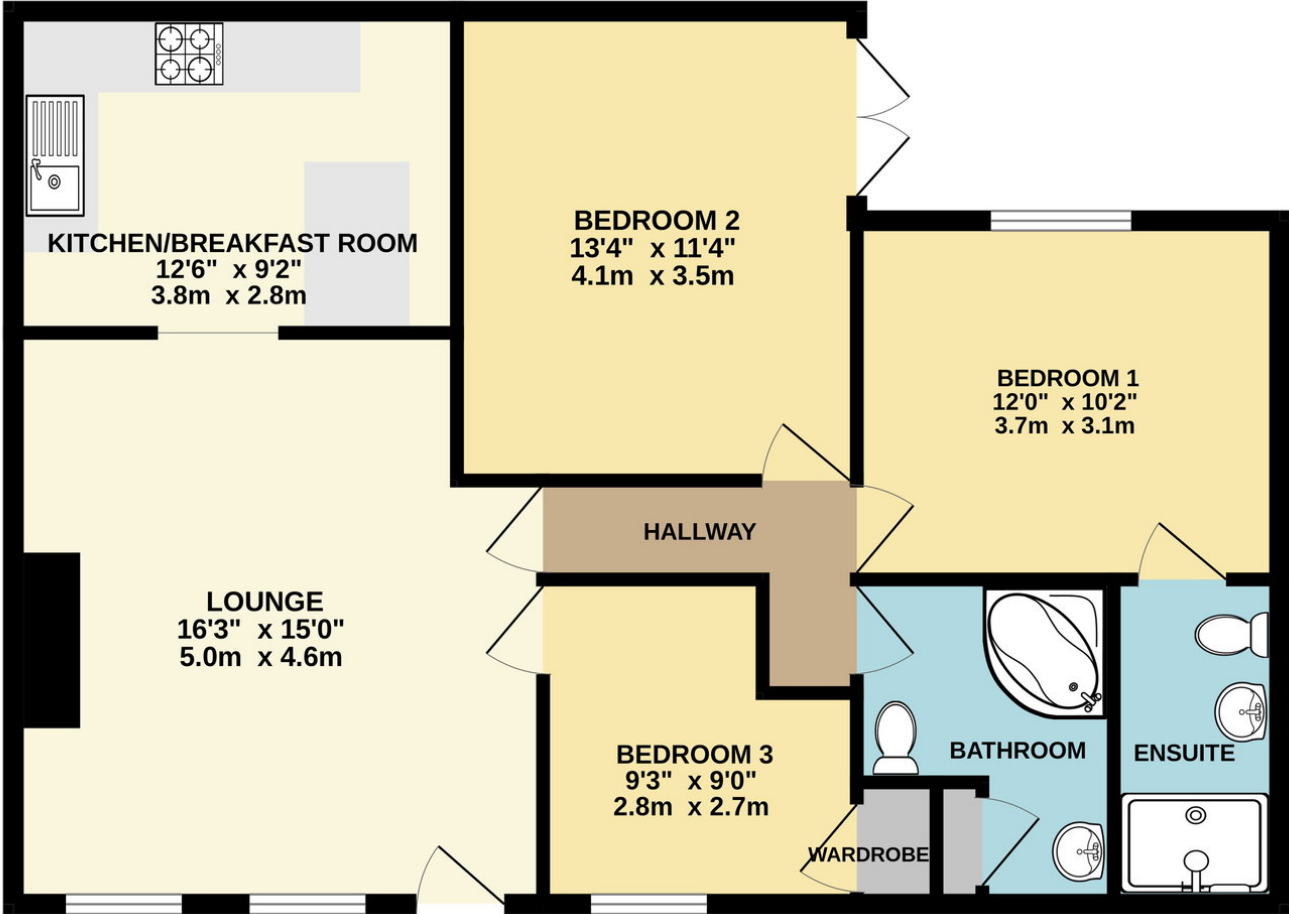 KITCHEN/BREAKFAST ROOM
12'6" x 9'2"
3.8m x 2.8m
BEDROOM 2
13'4" x 11'4"
4.1m x 3.5m
BEDROOM 1
12'0" x 10'2"
3.7m x 3.1m
HALLWAY
LOUNGE
16'3" x 15'0"
5.0m x 4.6m
BEDROOM 3
9'3" x 9'0"
2.8m x 2.7m
BATHROOM
ENSUITE
WARDROBE